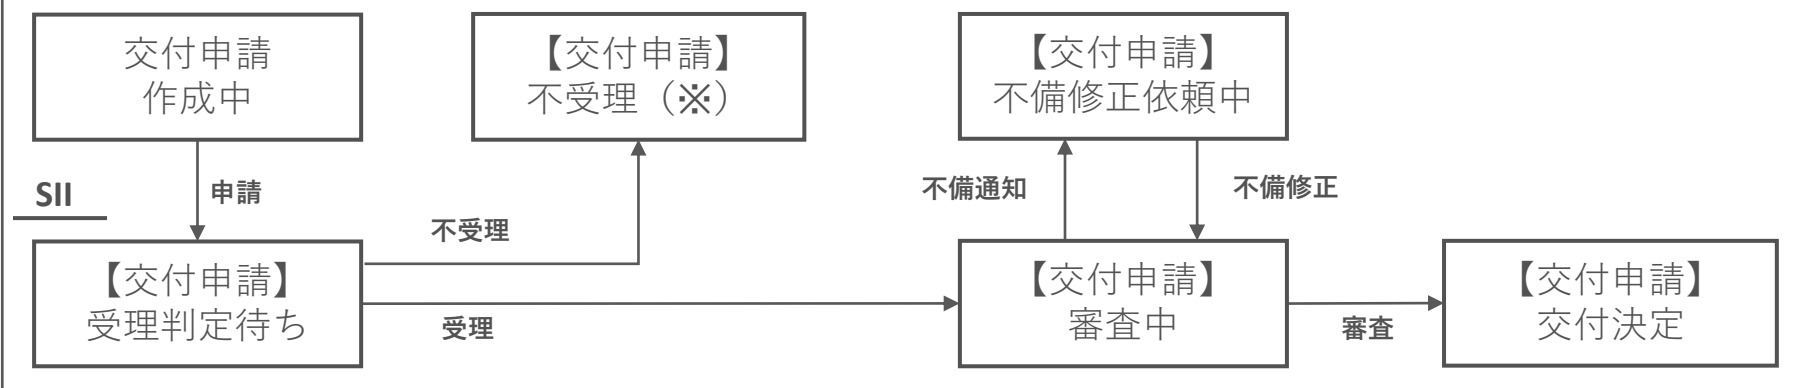 交付申請
作成中
【交付申請】
不受理（※）
【交付申請】
不備修正依頼中
SII
申請
不受理
不備通知
不備修正
【交付申請】
受理判定待ち
受理
【交付申請】
審査中
審査
【交付申請】
交付決定